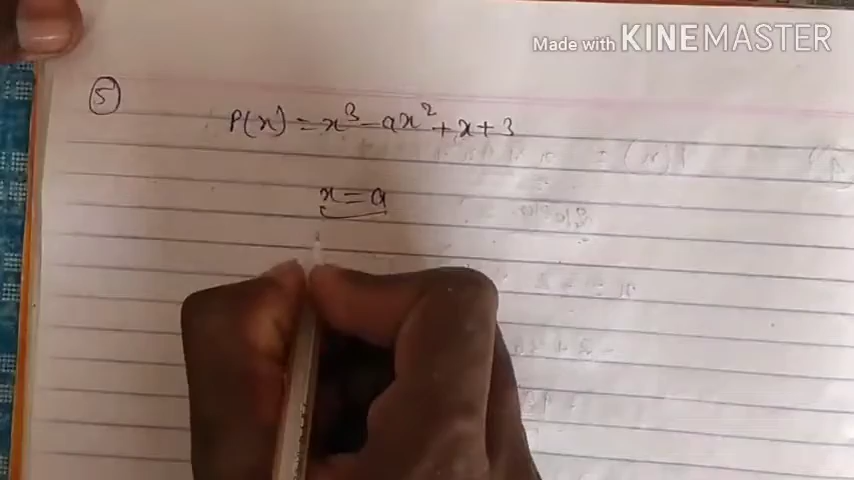 Made with KINEMASTER
5
P(x) = x³ - ax² + x + 3
x = a